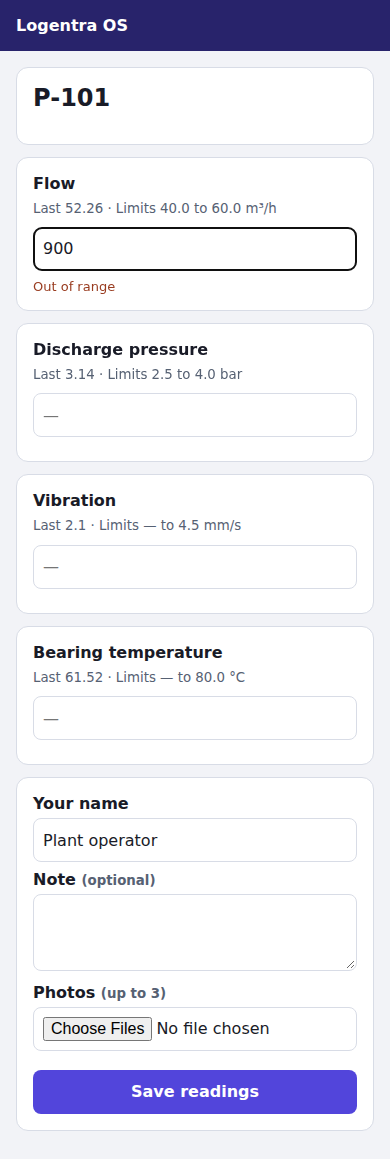 Logentra OS
P-101
Flow
Last 52.26 · Limits 40.0 to 60.0 m³/h
900
Out of range
Discharge pressure
Last 3.14 · Limits 2.5 to 4.0 bar
—
Vibration
Last 2.1 · Limits — to 4.5 mm/s
—
Bearing temperature
Last 61.52 · Limits — to 80.0 °C
—
Your name
Plant operator
Note (optional)
Photos (up to 3)
Choose Files No file chosen
Save readings